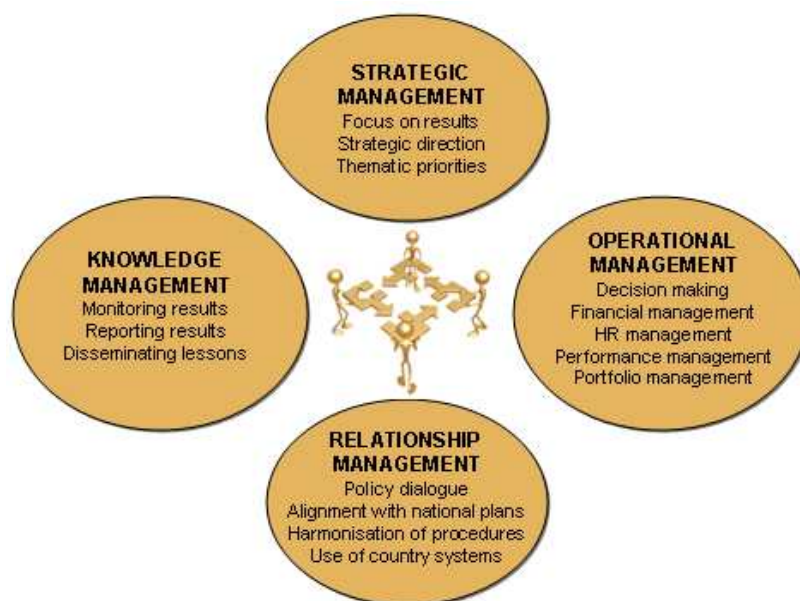 STRATEGIC
MANAGEMENT
Focus on results
Strategic direction
Thematic priorities
KNOWLEDGE
MANAGEMENT
Monitoring results
Reporting results
Disseminating lessons
OPERATIONAL
MANAGEMENT
Decision making
Financial management
HR management
Performance management
Portfolio management
RELATIONSHIP
MANAGEMENT
Policy dialogue
Alignment with national plans
Harmonisation of procedures
Use of country systems